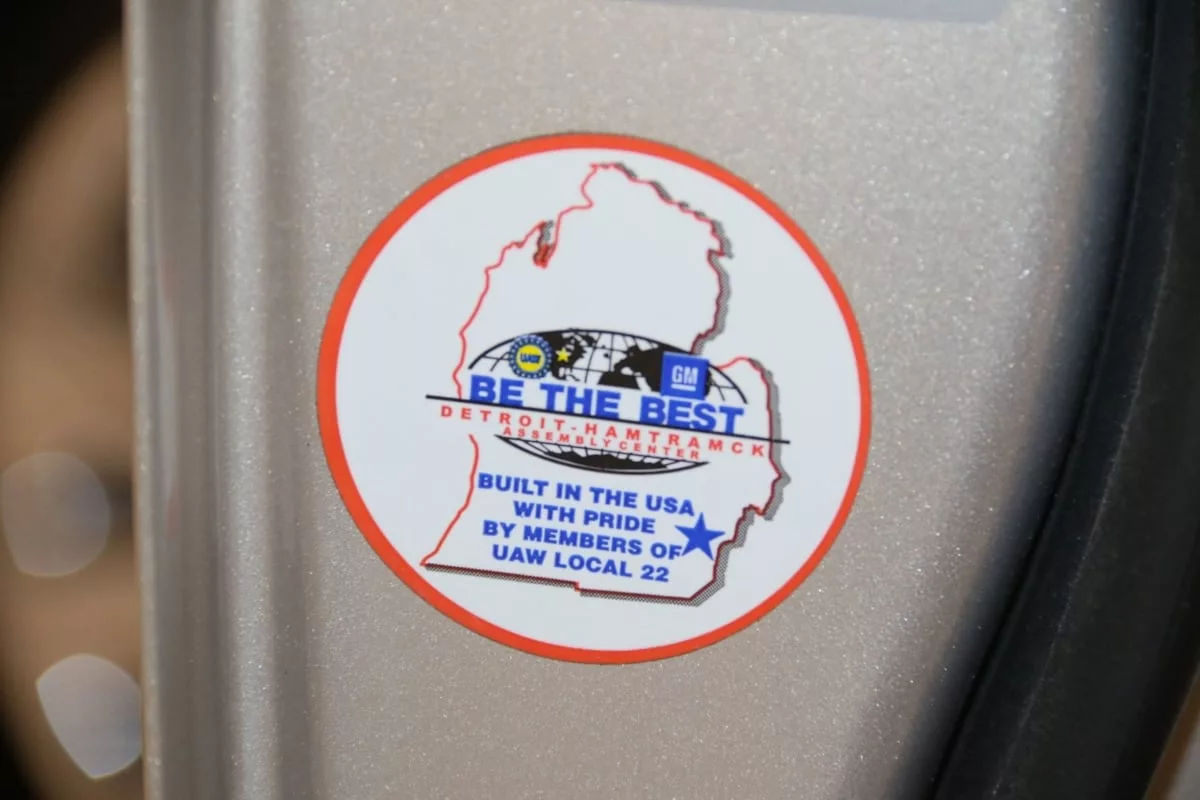 UAW
GM
BE THE BEST
DETROIT-HAMTRAMCK
ASSEMBLY CENTER
BUILT IN THE USA
WITH PRIDE
BY MEMBERS OF
UAW LOCAL 22